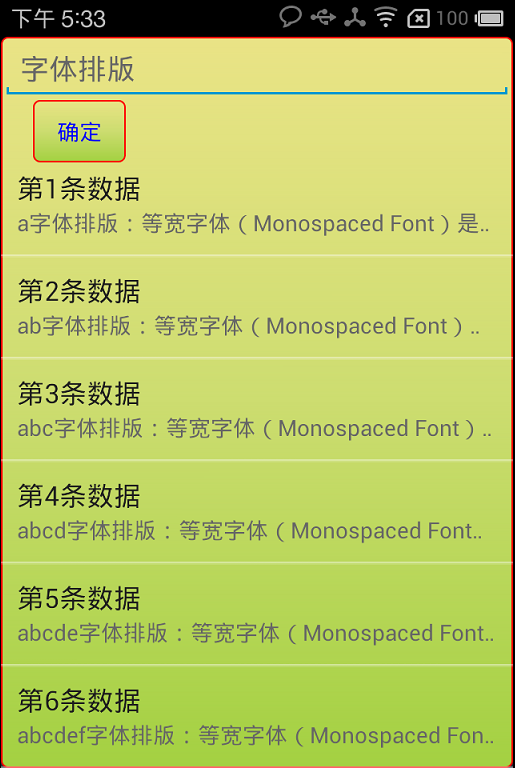 下午 5:33 100
字体排版
确定
第1条数据
a字体排版：等宽字体（Monospaced Font）是..
第2条数据
ab字体排版：等宽字体（Monospaced Font）..
第3条数据
abc字体排版：等宽字体（Monospaced Font）..
第4条数据
abcd字体排版：等宽字体（Monospaced Font..
第5条数据
abcde字体排版：等宽字体（Monospaced Font..
第6条数据
abcdef字体排版：等宽字体（Monospaced Fon..